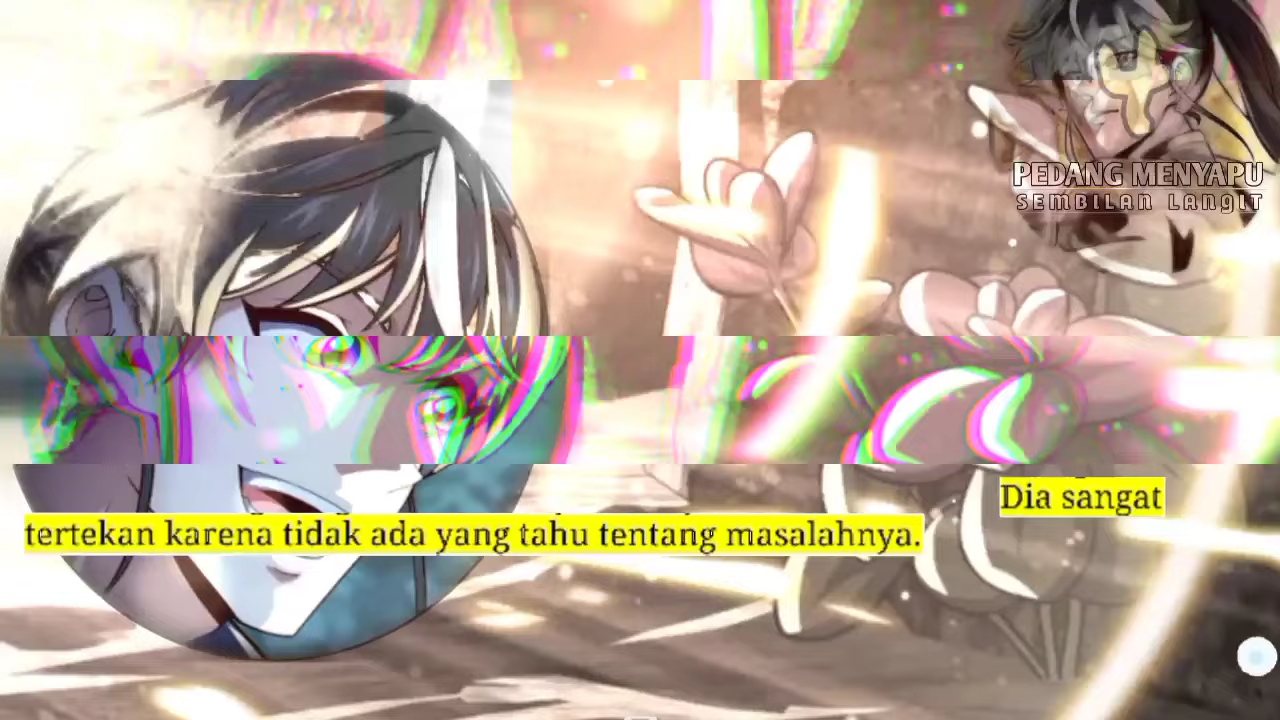 PEDANG MENYAPU
SEMBILAN LANGIT
Dia sangat
tertekan karena tidak ada yang tahu tentang masalahnya.